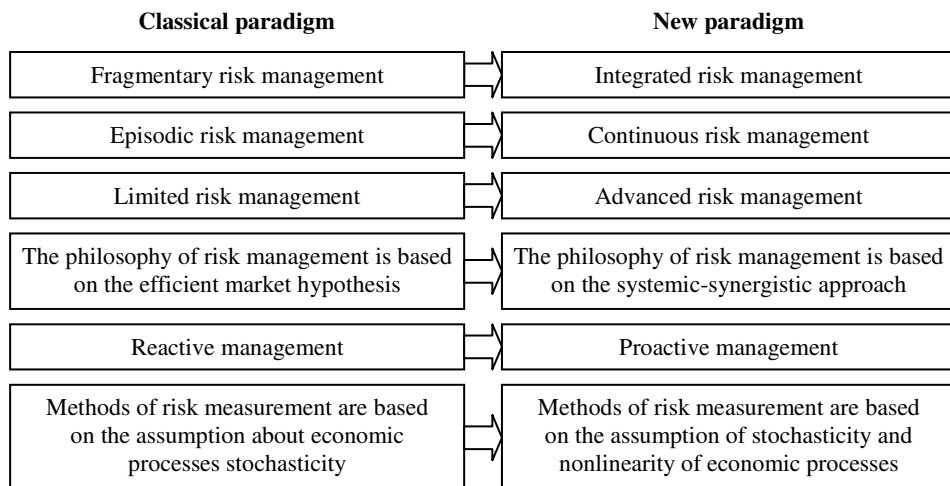 Classical paradigm
New paradigm
Fragmentary risk management
Integrated risk management
Episodic risk management
Continuous risk management
Limited risk management
Advanced risk management
The philosophy of risk management is based
on the efficient market hypothesis
The philosophy of risk management is based
on the systemic-synergistic approach
Reactive management
Proactive management
Methods of risk measurement are based
on the assumption about economic
processes stochasticity
Methods of risk measurement are based
on the assumption of stochasticity and
nonlinearity of economic processes